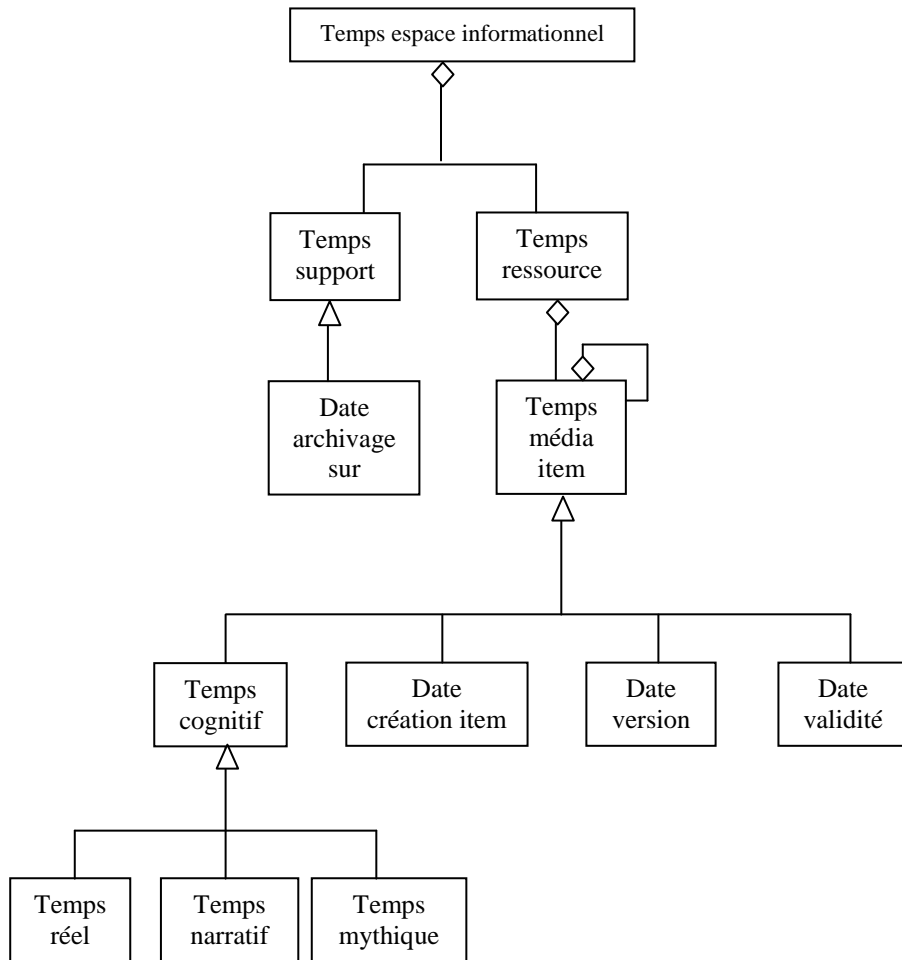 Temps espace informationnel
Temps
support
Temps
ressource
Date
archivage
sur
Temps
média
item
Temps
cognitif
Date
création item
Date
version
Date
validité
Temps
réel
Temps
narratif
Temps
mythique